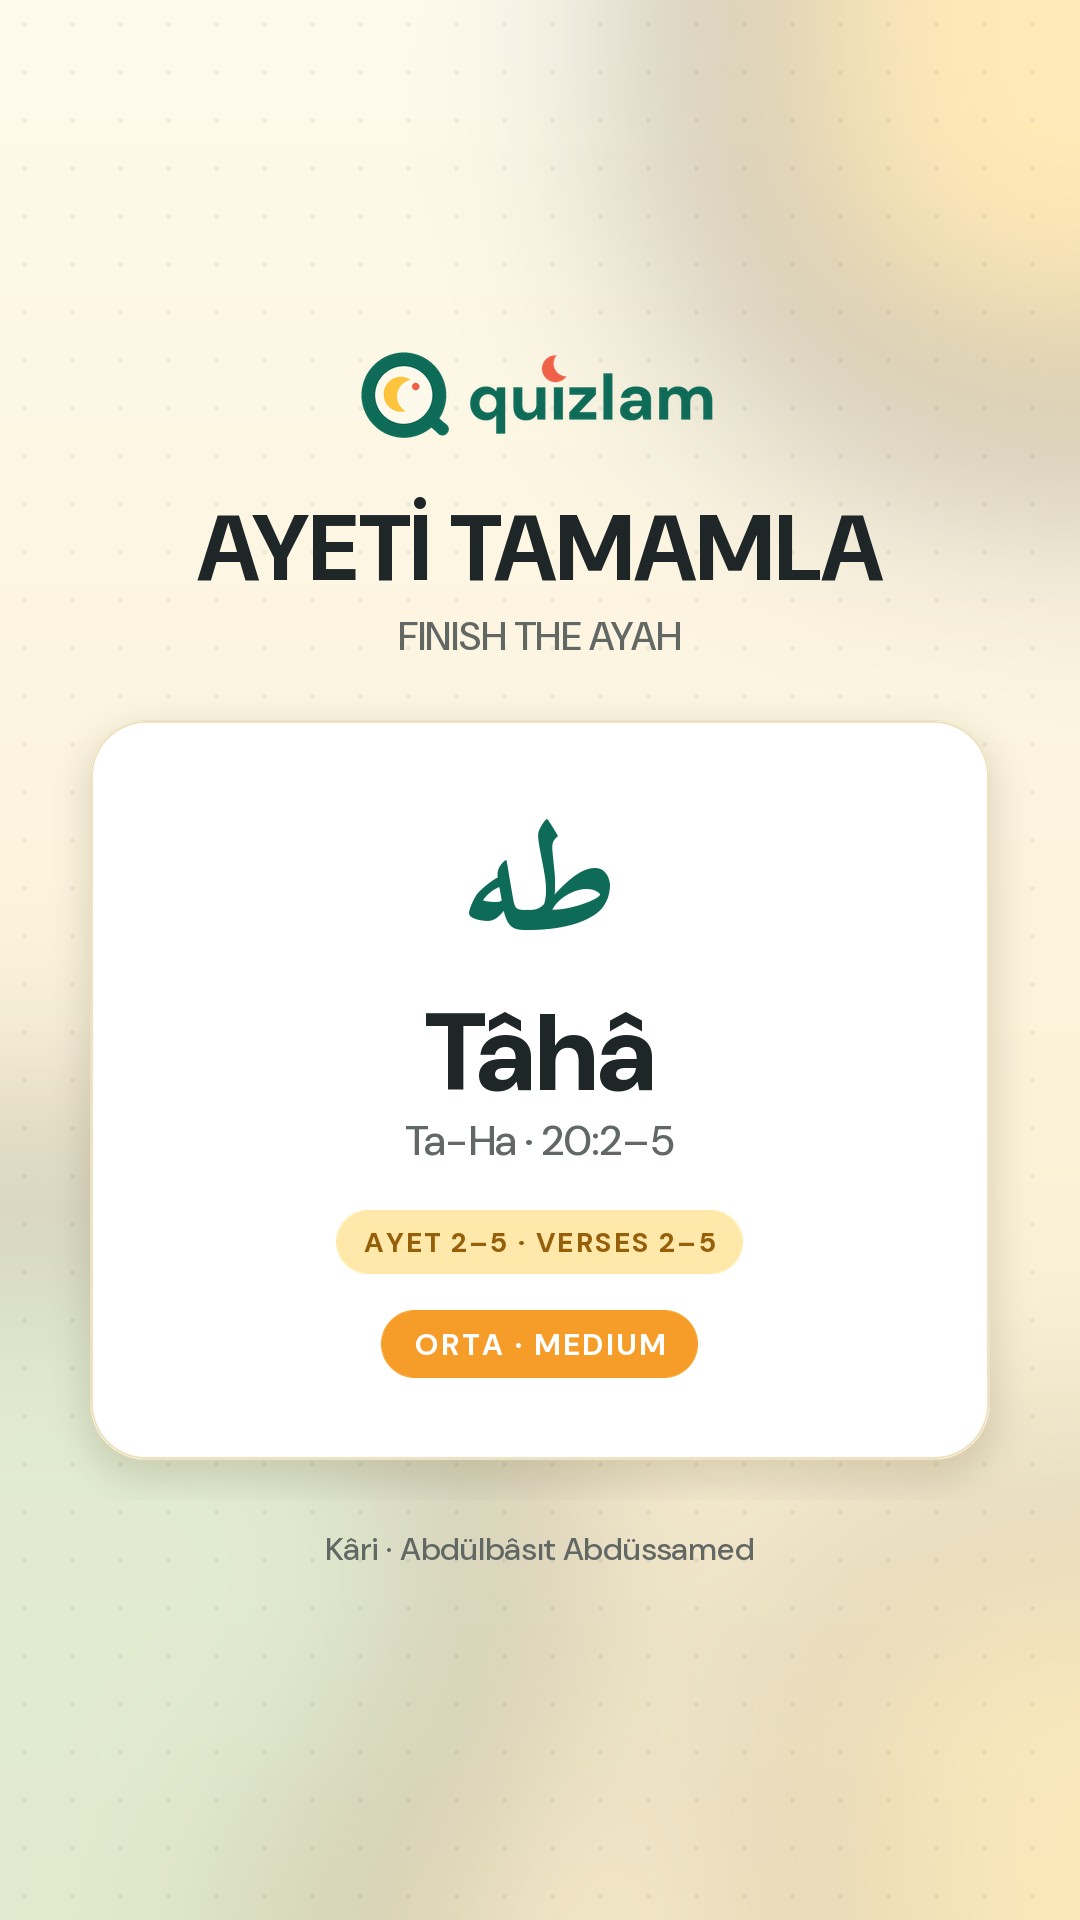 quizlam
AYETİ TAMAMLA
FINISH THE AYAH
طه
Tâhâ
Ta-Ha · 20:2–5
AYET 2–5 · VERSES 2–5
ORTA · MEDIUM
Kâri · Abdülbâsıt Abdüssamed